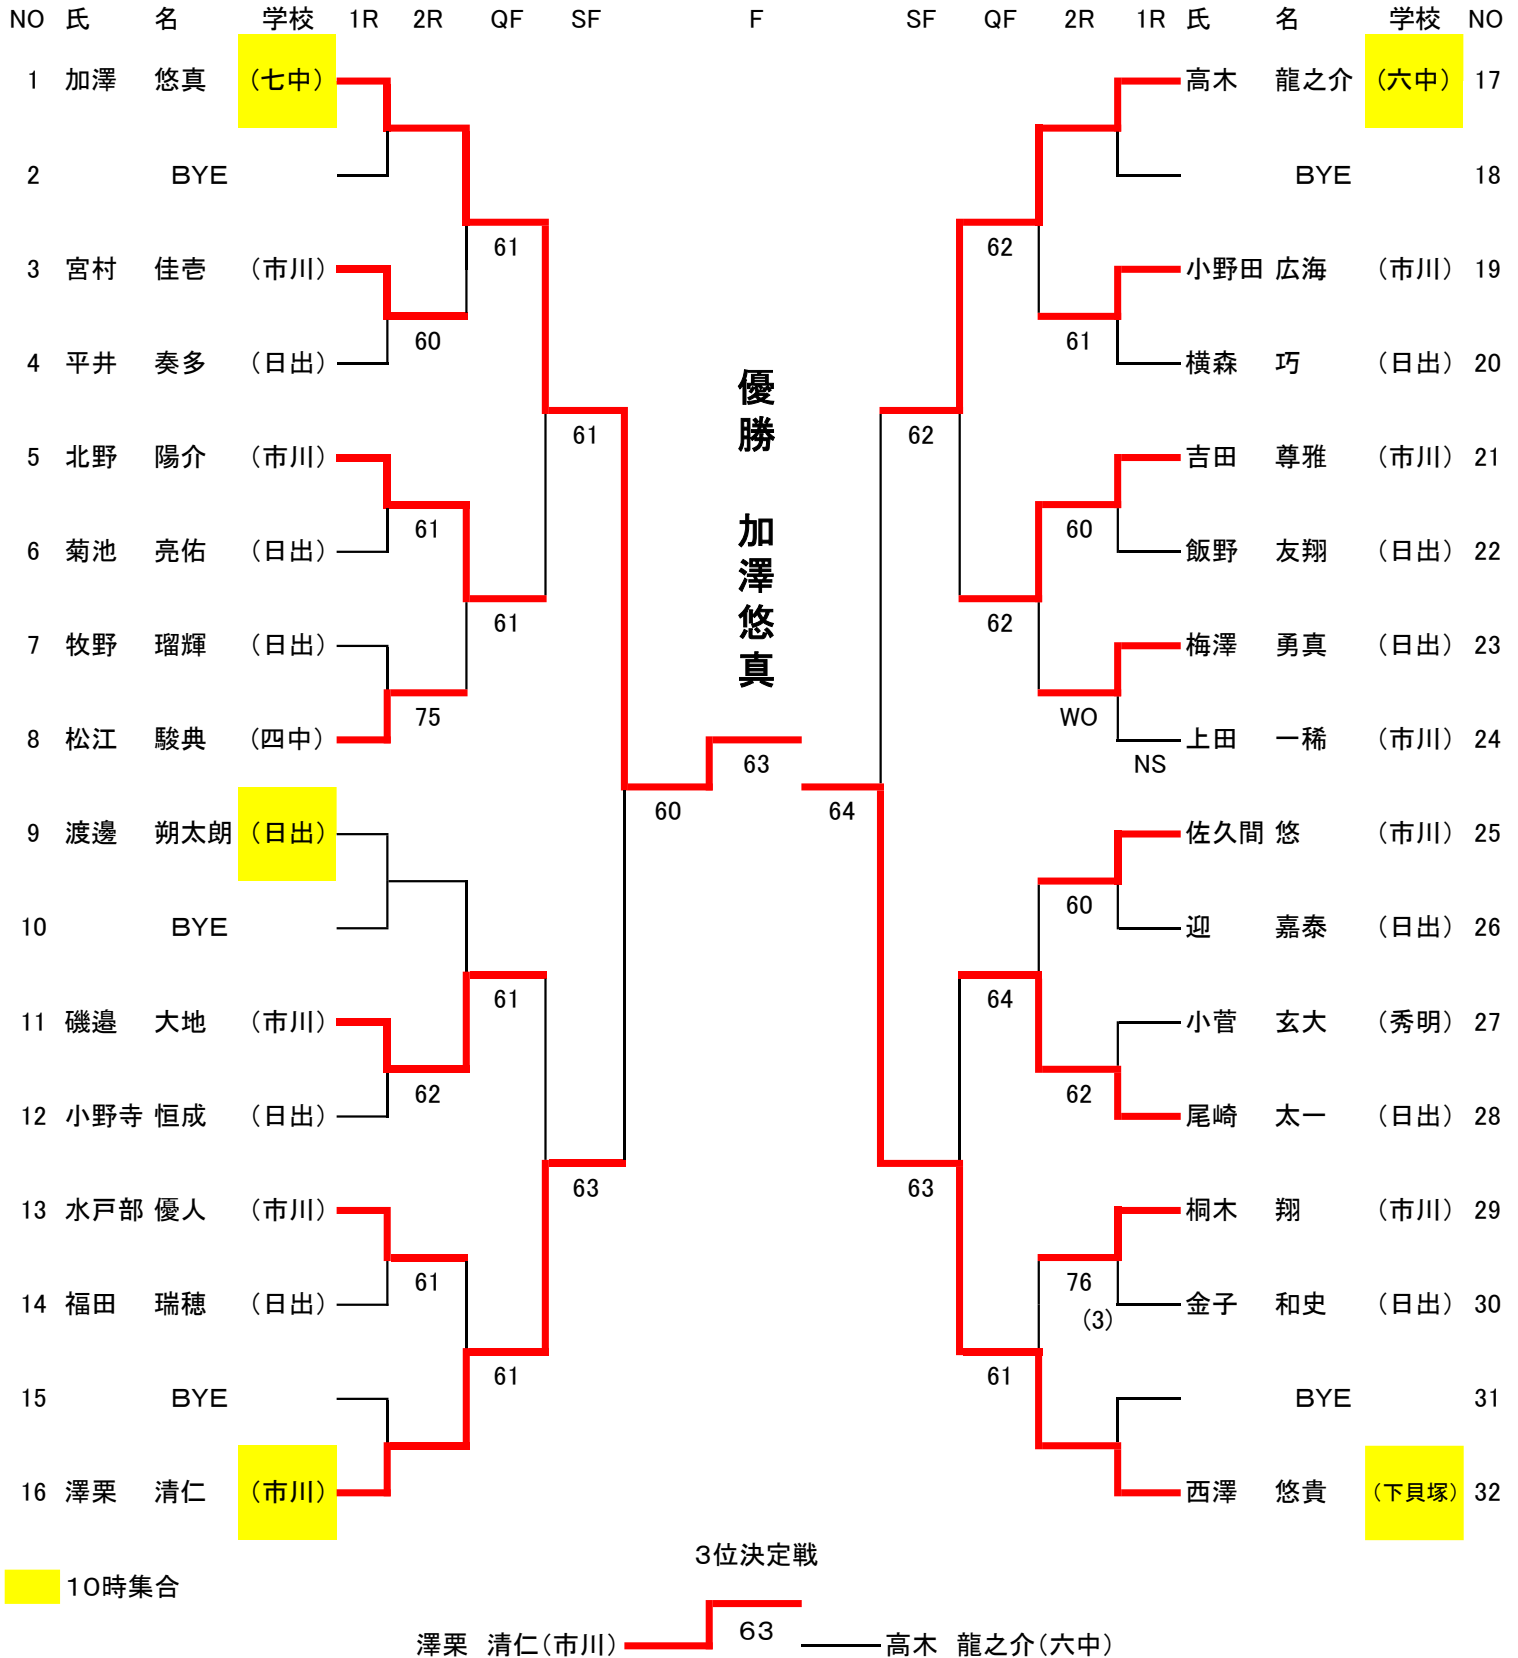 NO 氏 名 学校 1R 2R QF SF F SF QF 2R 1R 氏 名 学校 NO
1 加澤 悠真 (七中) 高木 龍之介 (六中) 17
2 BYE BYE 18
61 62
3 宮村 佳壱 (市川) 小野田 広海 (市川) 19
60 61
4 平井 奏多 (日出) 横森 巧 (日出) 20
61 62
5 北野 陽介 (市川) 吉田 尊雅 (市川) 21
61 60
6 菊池 亮佑 (日出) 飯野 友翔 (日出) 22
61 62
7 牧野 瑠輝 (日出) 梅澤 勇真 (日出) 23
優勝 加澤悠真
75 WO
8 松江 駿典 (四中) 上田 一稀 (市川) 24
63 NS
60 64
9 渡邊 朔太朗 (日出) 佐久間 悠 (市川) 25
60
10 BYE 迎 嘉泰 (日出) 26
61 64
11 磯邉 大地 (市川) 小菅 玄大 (秀明) 27
62 62
12 小野寺 恒成 (日出) 尾崎 太一 (日出) 28
63 63
13 水戸部 優人 (市川) 桐木 翔 (市川) 29
61 76
14 福田 瑞穂 (日出) 金子 和史 (日出) 30
(3)
61 61
15 BYE BYE 31
16 澤栗 清仁 (市川) 西澤 悠貴 (下貝塚) 32
3位決定戦
10時集合
63
澤栗 清仁(市川) 高木 龍之介(六中)